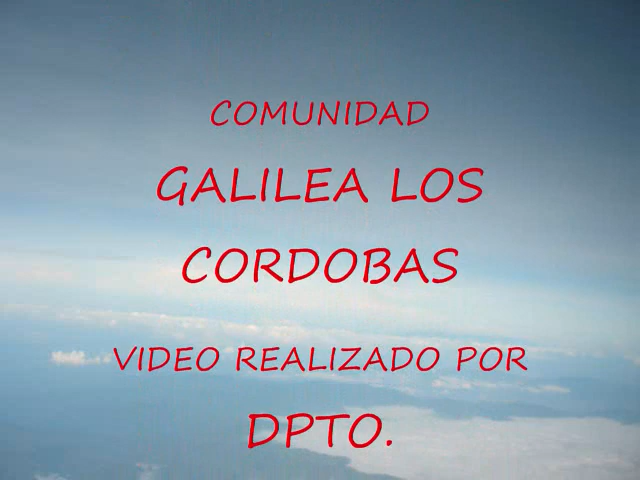 COMUNIDAD
GALILEA LOS
CORDOBAS
VIDEO REALIZADO POR
DPTO.